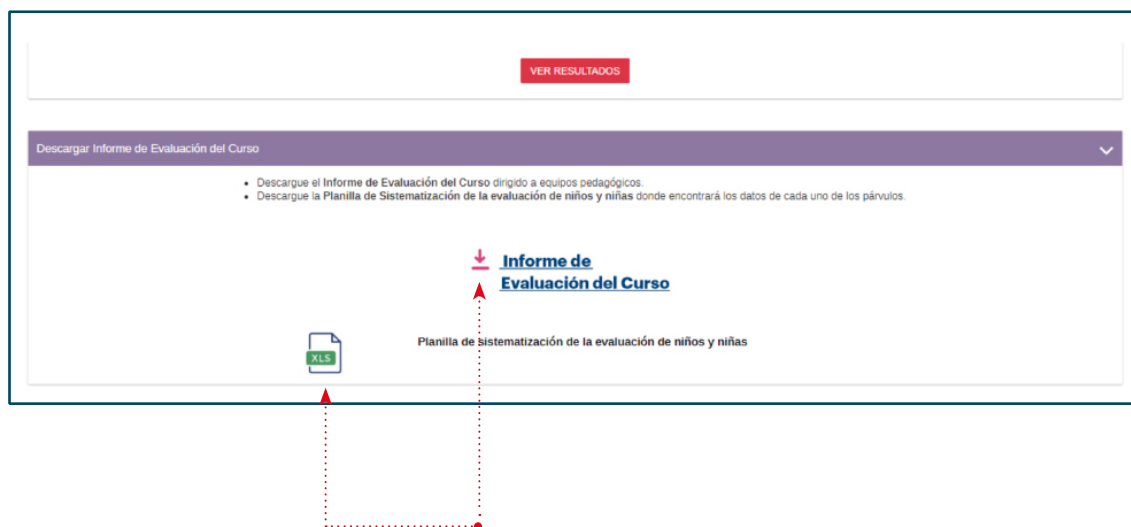 VER RESULTADOS
Descargar Informe de Evaluación del Curso
• Descargue el Informe de Evaluación del Curso dirigido a equipos pedagógicos.
• Descargue la Planilla de Sistematización de la evaluación de niños y niñas donde encontrará los datos de cada uno de los párvulos.
Informe de
Evaluación del Curso
Planilla de sistematización de la evaluación de niños y niñas
XLS